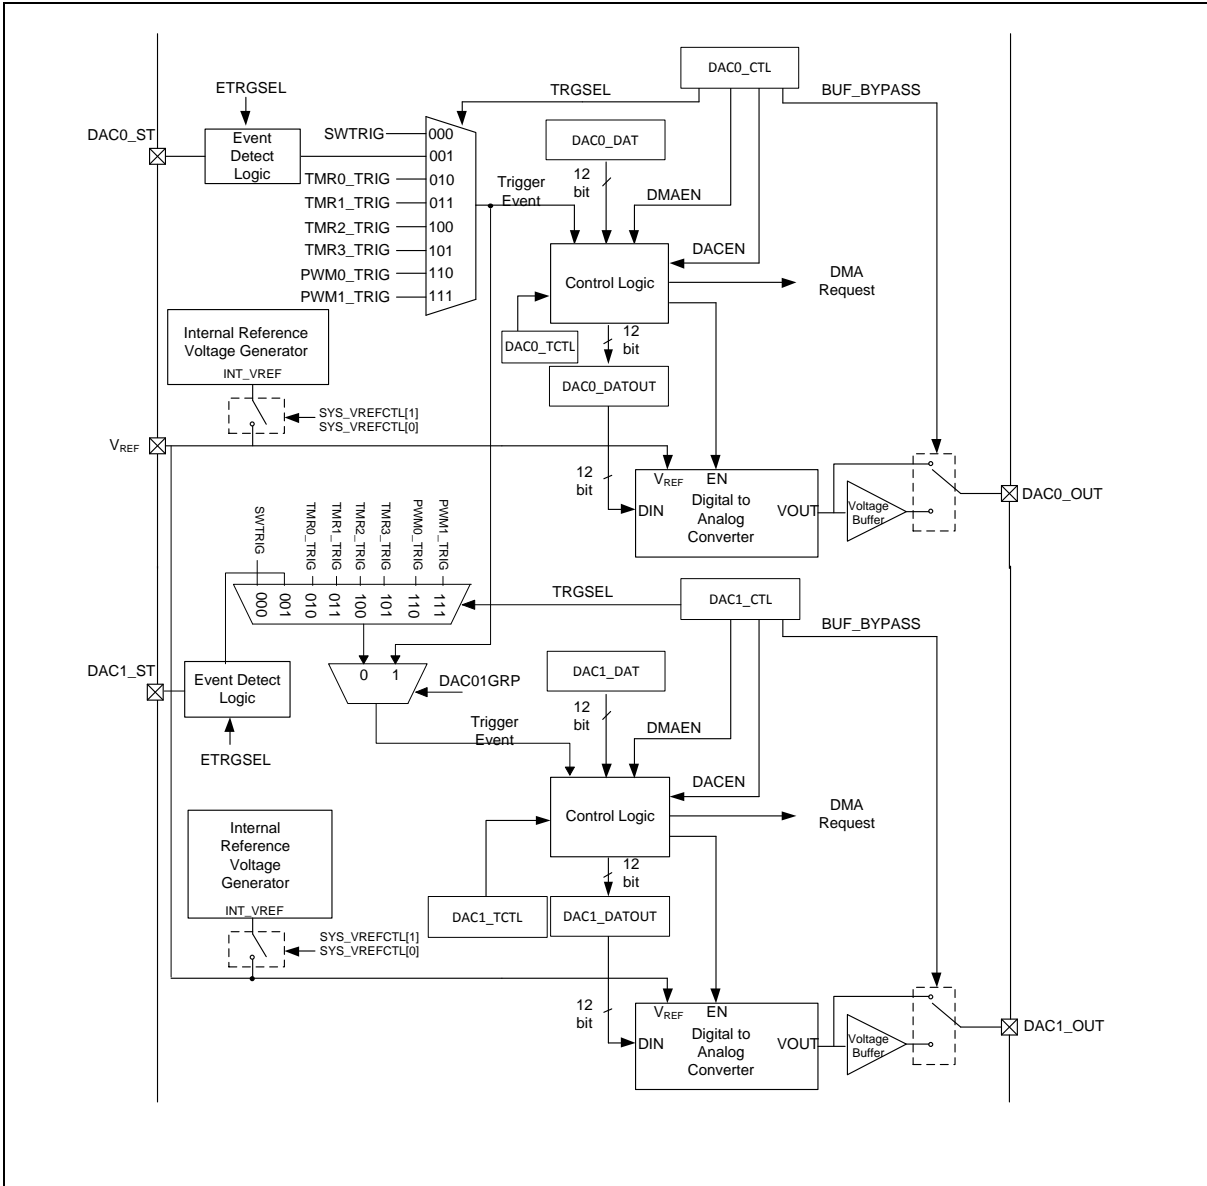 DAC0_CTL
ETRGSEL
TRGSEL
BUF_BYPASS
DAC0_ST
Event
Detect
Logic
SWTRIG
000
001
TMR0_TRIG
010
TMR1_TRIG
011
TMR2_TRIG
100
TMR3_TRIG
101
PWM0_TRIG
110
PWM1_TRIG
111
DAC0_DAT
12
bit
Trigger
Event
DMAEN
DACEN
Control Logic
DMA
Request
DAC0_TCTL
12
bit
DAC0_DATOUT
Internal Reference
Voltage Generator
INT_VREF
SYS_VREFCTL[1]
SYS_VREFCTL[0]
VREF
12
bit
VREF
EN
DIN
Digital to
Analog
Converter
VOUT
Voltage
Buffer
DAC0_OUT
SWTRIG
TMR0_TRIG
TMR1_TRIG
TMR2_TRIG
TMR3_TRIG
PWM0_TRIG
PWM1_TRIG
000
001
010
011
100
101
110
111
TRGSEL
DAC1_CTL
BUF_BYPASS
DAC1_ST
Event Detect
Logic
ETRGSEL
0 1
DAC01GRP
DAC1_DAT
12
bit
Trigger
Event
DMAEN
DACEN
Control Logic
DMA
Request
Internal
Reference
Voltage
Generator
INT_VREF
SYS_VREFCTL[1]
SYS_VREFCTL[0]
12
bit
DAC1_TCTL
DAC1_DATOUT
12
bit
VREF
EN
DIN
Digital to
Analog
Converter
VOUT
Voltage
Buffer
DAC1_OUT